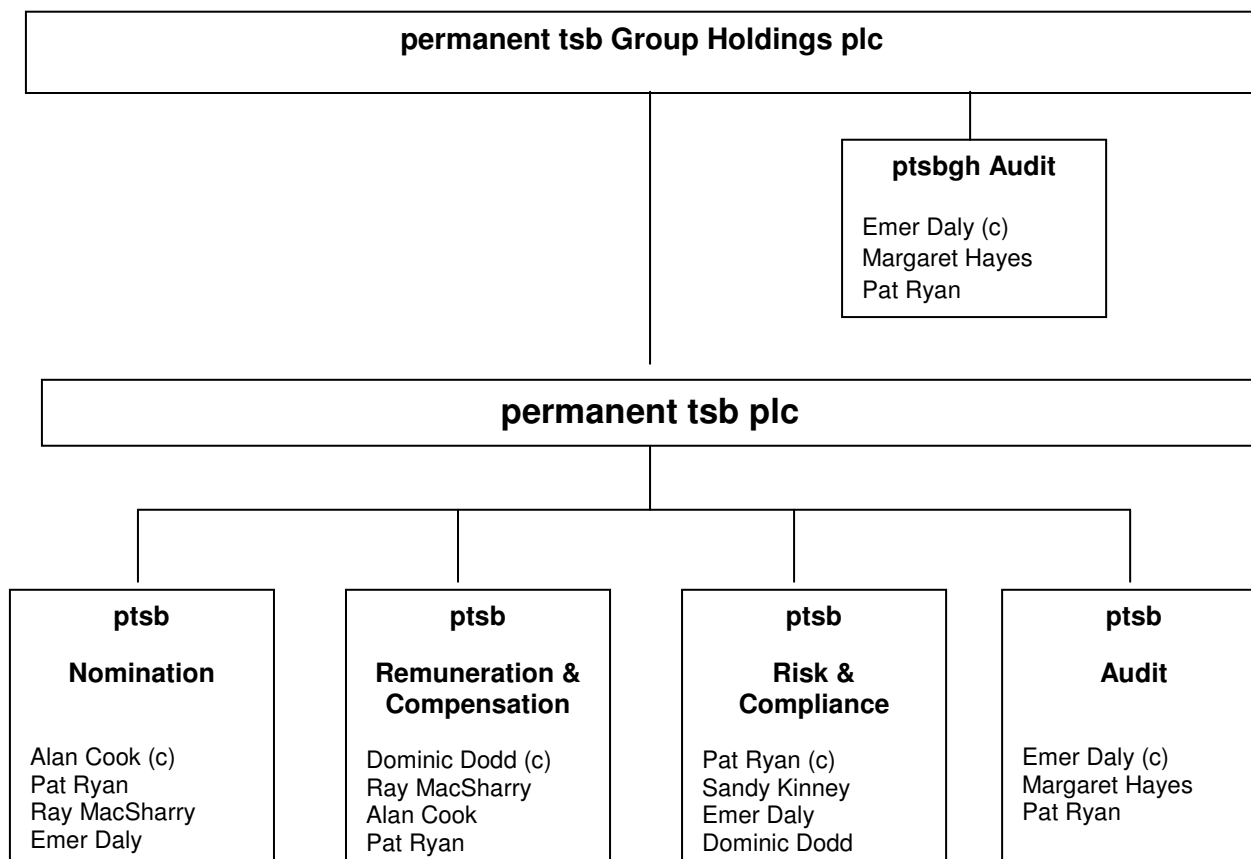 permanent tsb Group Holdings plc
ptsbgh Audit
Emer Daly (c)
Margaret Hayes
Pat Ryan
permanent tsb plc
ptsb
Nomination
Alan Cook (c)
Pat Ryan
Ray MacSharry
Emer Daly
ptsb
Remuneration &
Compensation
Dominic Dodd (c)
Ray MacSharry
Alan Cook
Pat Ryan
ptsb
Risk &
Compliance
Pat Ryan (c)
Sandy Kinney
Emer Daly
Dominic Dodd
ptsb
Audit
Emer Daly (c)
Margaret Hayes
Pat Ryan